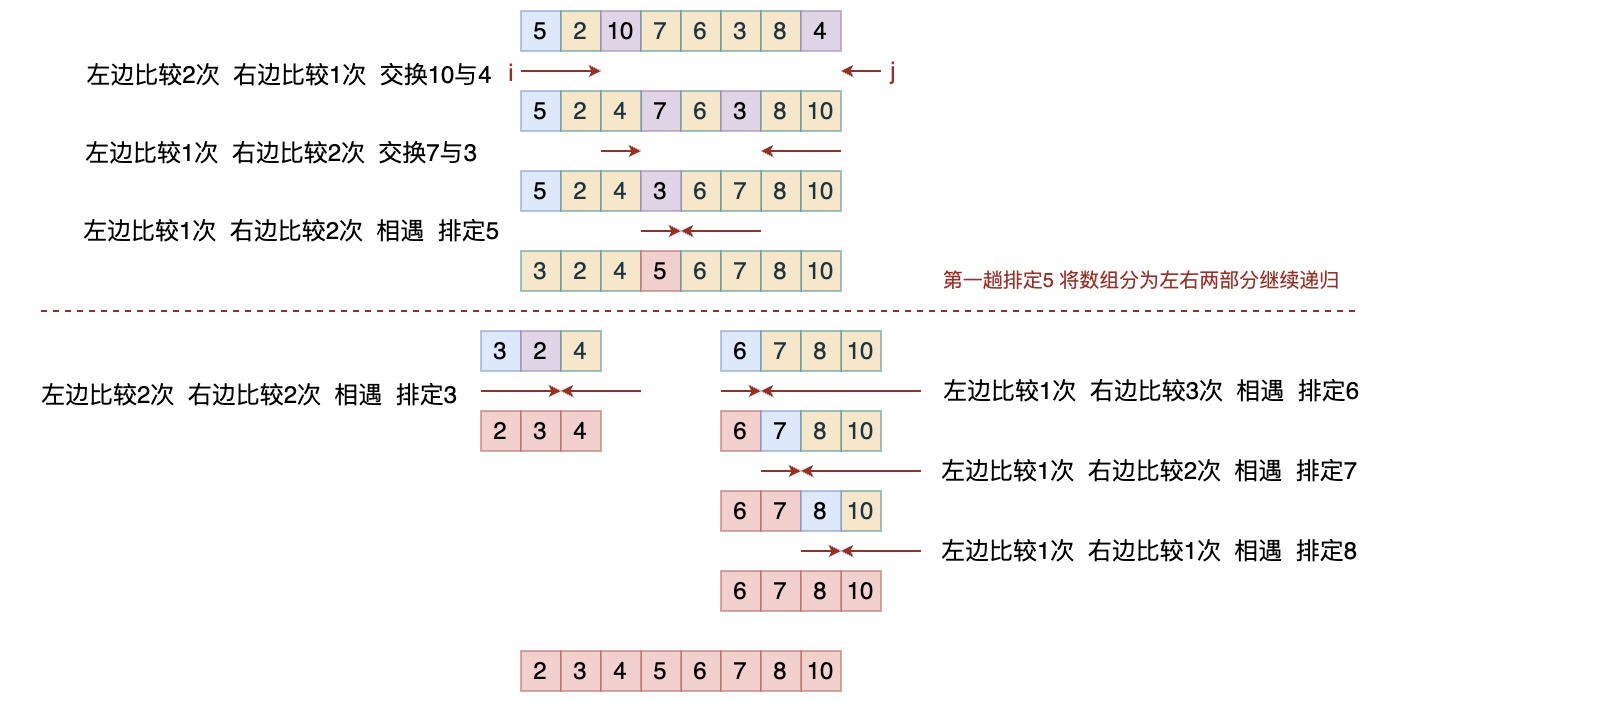 5 2 10 7 6 3 8 4
左边比较2次 右边比较1次 交换10与4 i j
5 2 4 7 6 3 8 10
左边比较1次 右边比较2次 交换7与3
5 2 4 3 6 7 8 10
左边比较1次 右边比较2次 相遇 排定5
3 2 4 5 6 7 8 10
第一趟排定5 将数组分为左右两部分继续递归
3 2 4 6 7 8 10
左边比较2次 右边比较2次 相遇 排定3 左边比较1次 右边比较3次 相遇 排定6
2 3 4 6 7 8 10
左边比较1次 右边比较2次 相遇 排定7
6 7 8 10
左边比较1次 右边比较1次 相遇 排定8
6 7 8 10
2 3 4 5 6 7 8 10